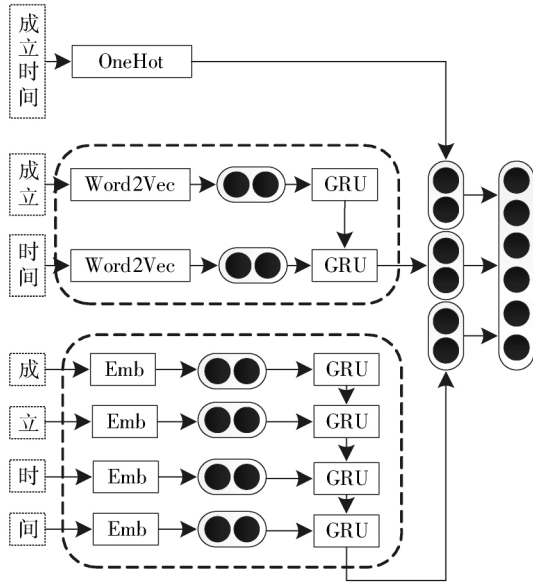 成立时间
OneHot
成立
Word2Vec
GRU
时间
Word2Vec
GRU
成
Emb
GRU
立
Emb
GRU
时
Emb
GRU
间
Emb
GRU